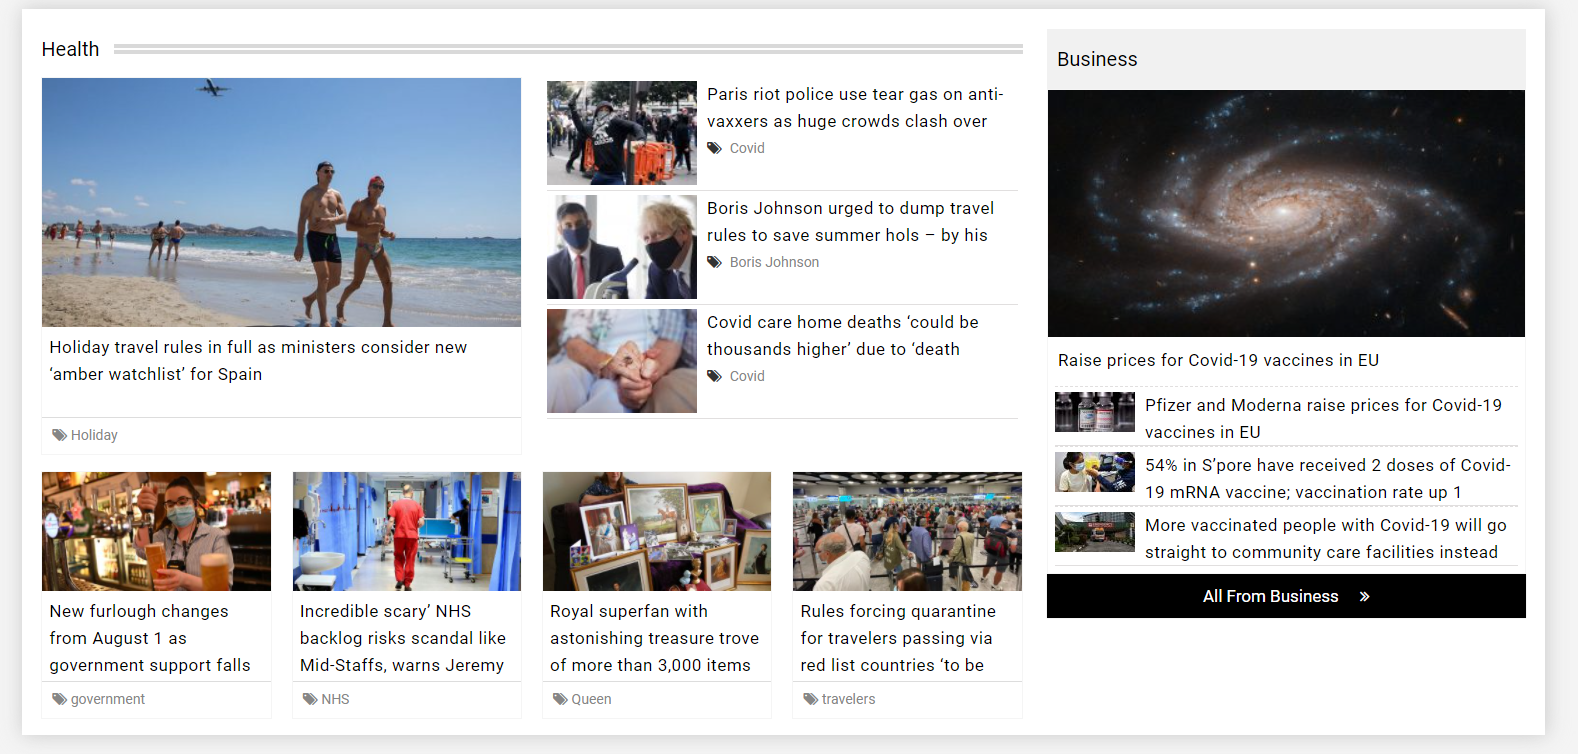 Health
Holiday travel rules in full as ministers consider new
‘amber watchlist’ for Spain
Holiday
Paris riot police use tear gas on anti-
vaxxers as huge crowds clash over
Covid
Boris Johnson urged to dump travel
rules to save summer hols – by his
Boris Johnson
Covid care home deaths ‘could be
thousands higher’ due to ‘death
Covid
New furlough changes
from August 1 as
government support falls
government
Incredible scary’ NHS
backlog risks scandal like
Mid-Staffs, warns Jeremy
NHS
Royal superfan with
astonishing treasure trove
of more than 3,000 items
Queen
Rules forcing quarantine
for travelers passing via
red list countries ‘to be
travelers
Business
Raise prices for Covid-19 vaccines in EU
Pfizer and Moderna raise prices for Covid-19
vaccines in EU
54% in S’pore have received 2 doses of Covid-
19 mRNA vaccine; vaccination rate up 1
More vaccinated people with Covid-19 will go
straight to community care facilities instead
All From Business